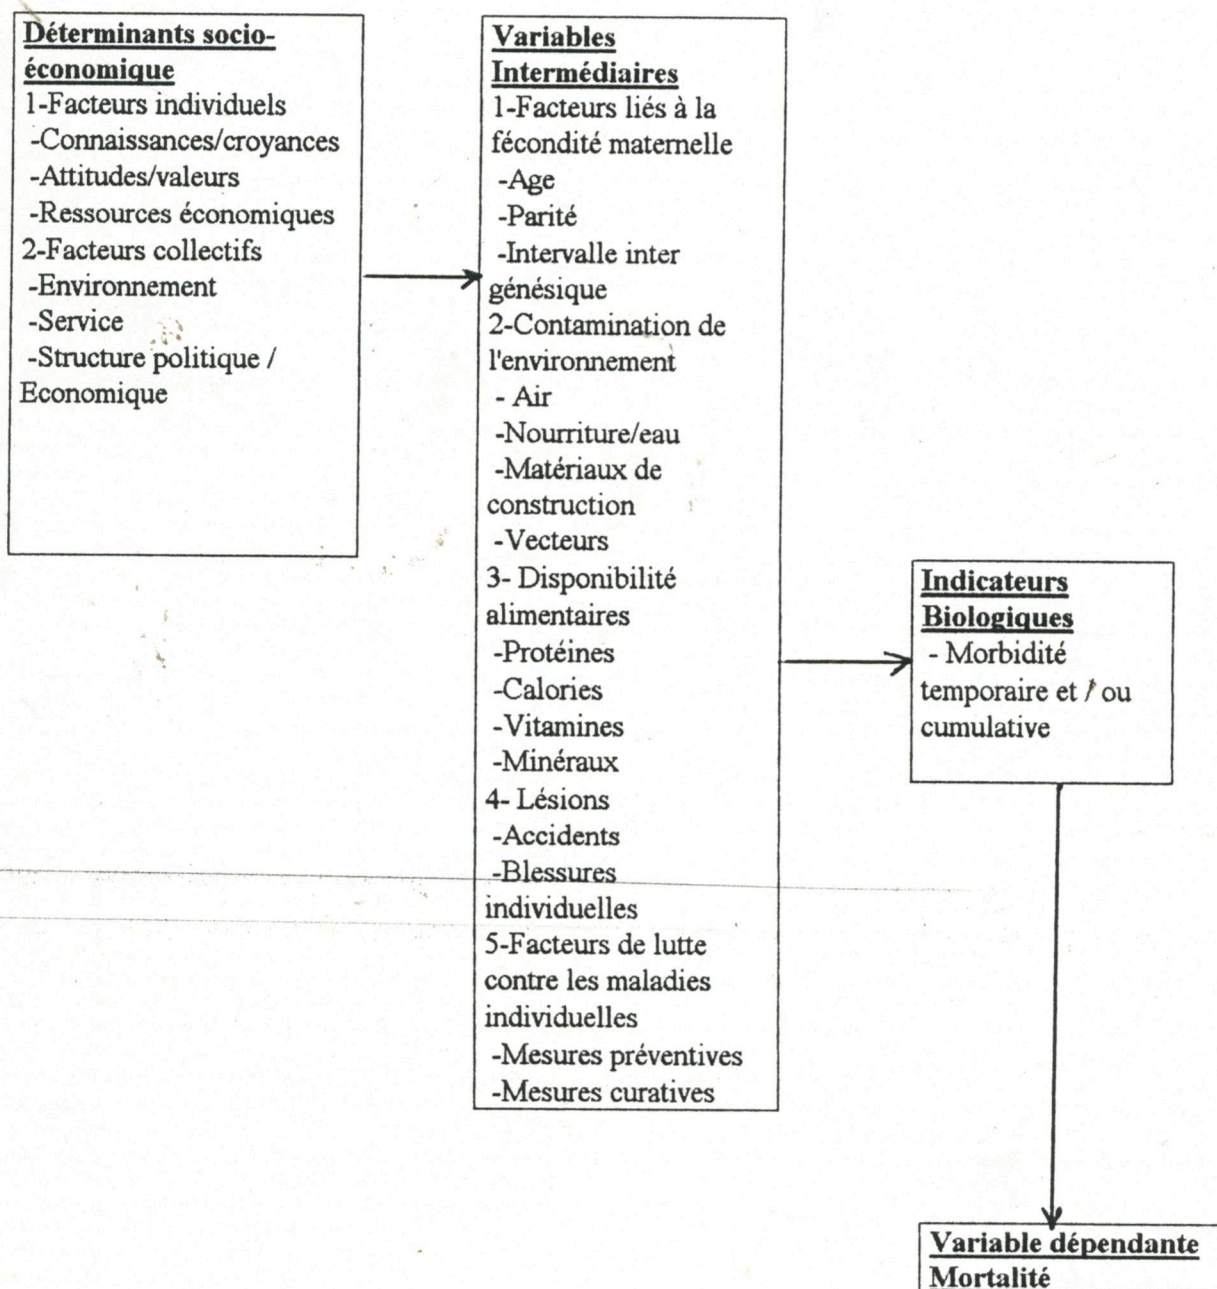 Déterminants socio-
économique
1-Facteurs individuels
-Connaissances/croyances
-Attitudes/valeurs
-Ressources économiques
2-Facteurs collectifs
-Environnement
-Service
-Structure politique /
Economique
Variables
Intermédiaires
1-Facteurs liés à la
fécondité maternelle
-Age
-Parité
-Intervalle inter
génésique
2-Contamination de
l'environnement
- Air
-Nourriture/eau
-Matériaux de
construction
-Vecteurs
3- Disponibilité
alimentaires
-Protéines
-Calories
-Vitamines
-Minéraux
4- Lésions
-Accidents
-Blessures
individuelles
5-Facteurs de lutte
contre les maladies
individuelles
-Mesures préventives
-Mesures curatives
Indicateurs
Biologiques
- Morbidité
temporaire et / ou
cumulative
Variable dépendante
Mortalité